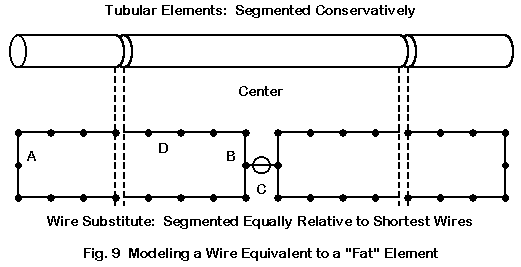 Tubular Elements: Segmented Conservatively
Center
A
D
B
C
Wire Substitute: Segmented Equally Relative to Shortest Wires
Fig. 9 Modeling a Wire Equivalent to a "Fat" Element